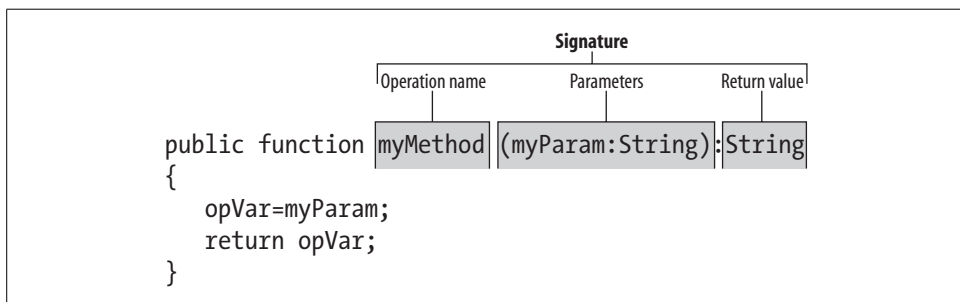 Signature
Operation name Parameters Return value
public function myMethod (myParam:String):String
{
opVar=myParam;
return opVar;
}